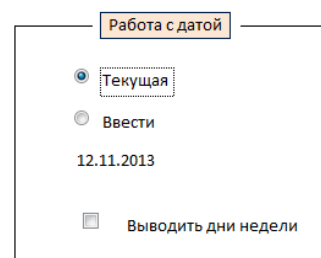 Работа с датой
Текущая
Ввести
12.11.2013
Выводить дни недели